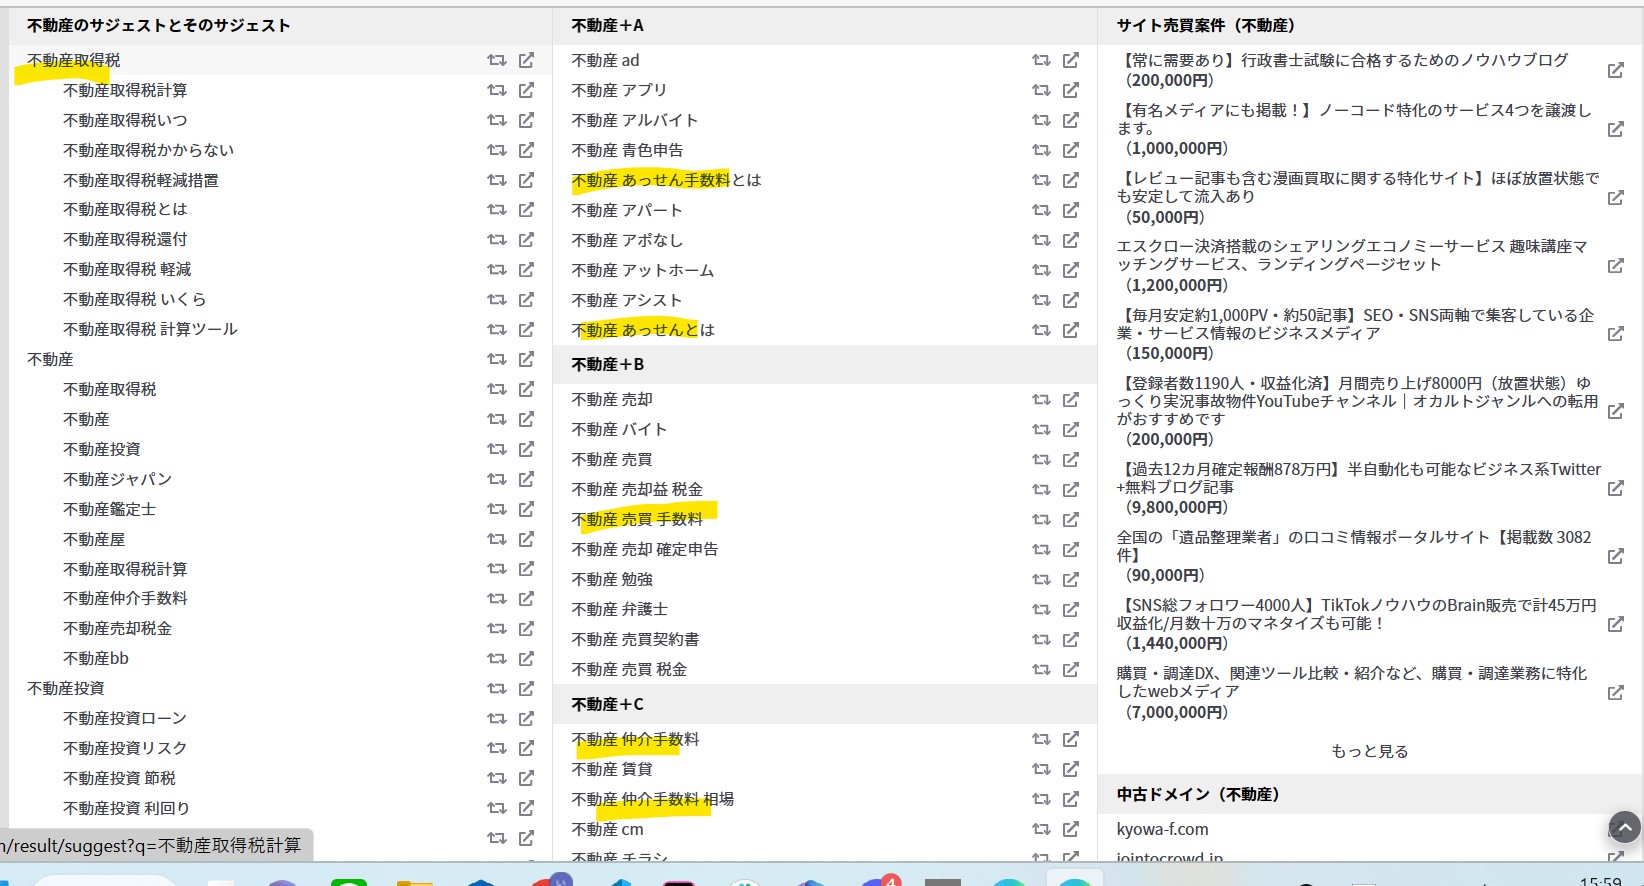 不動産のサジェストとそのサジェスト
不動産取得税
不動産取得税計算
不動産取得税いつ
不動産取得税かからない
不動産取得税軽減措置
不動産取得税とは
不動産取得税還付
不動産取得税 軽減
不動産取得税 いくら
不動産取得税 計算ツール
不動産
不動産取得税
不動産
不動産投資
不動産ジャパン
不動産鑑定士
不動産屋
不動産取得税計算
不動産仲介手数料
不動産売却税金
不動産bb
不動産投資
不動産投資ローン
不動産投資リスク
不動産投資 節税
不動産投資 利回り
n/result/suggest?q=不動産取得税計算
不動産＋A
不動産 ad
不動産 アプリ
不動産 アルバイト
不動産 青色申告
不動産 あっせん手数料とは
不動産 アパート
不動産 アポなし
不動産 アットホーム
不動産 アシスト
不動産 あっせんとは
不動産＋B
不動産 売却
不動産 バイト
不動産 売買
不動産 売却益 税金
不動産 売買 手数料
不動産 売却 確定申告
不動産 勉強
不動産 弁護士
不動産 売買契約書
不動産 売買 税金
不動産＋C
不動産 仲介手数料
不動産 賃貸
不動産 仲介手数料 相場
不動産 cm
不動産 チラシ
サイト売買案件（不動産）
【常に需要あり】行政書士試験に合格するためのノウハウブログ
（200,000円）
【有名メディアにも掲載！】ノーコード特化のサービス4つを譲渡し
ます。
（1,000,000円）
【レビュー記事も含む漫画買取に関する特化サイト】ほぼ放置状態で
も安定して流入あり
（50,000円）
エスクロー決済搭載のシェアリングエコノミーサービス 趣味講座マ
ッチングサービス、ランディングページセット
（1,200,000円）
【毎月安定約1,000PV・約50記事】SEO・SNS両軸で集客している企
業・サービス情報のビジネスメディア
（150,000円）
【登録者数1190人・収益化済】月間売り上げ8000円（放置状態）ゆ
っくり実況事故物件YouTubeチャンネル｜オカルトジャンルへの転用
がおすすめです
（200,000円）
【過去12カ月確定報酬878万円】半自動化も可能なビジネス系Twitter
+無料ブログ記事
（9,800,000円）
全国の「遺品整理業者」の口コミ情報ポータルサイト【掲載数 3082
件】
（90,000円）
【SNS総フォロワー4000人】TikTokノウハウのBrain販売で計45万円
収益化/月数十万のマネタイズも可能！
（1,440,000円）
購買・調達DX、関連ツール比較・紹介など、購買・調達業務に特化
したwebメディア
（7,000,000円）
もっと見る
中古ドメイン（不動産）
kyowa-f.com
jointocrowd.jp
4
15:59